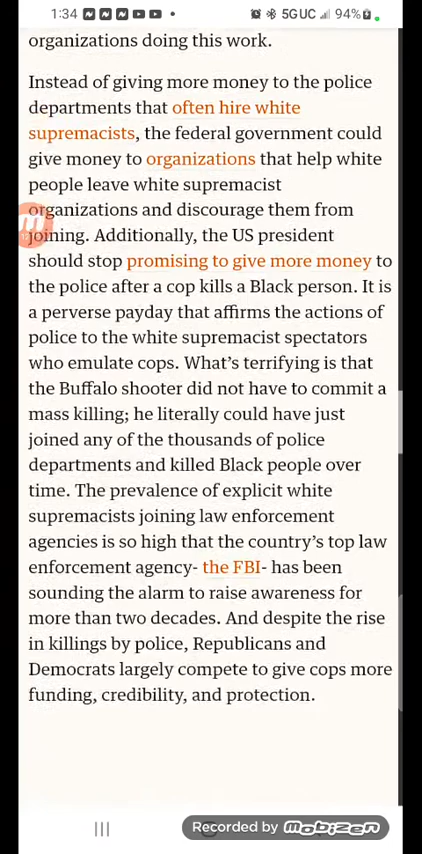 1:34
5GUC
94%
organizations doing this work.
Instead of giving more money to the police
departments that often hire white
supremacists, the federal government could
give money to organizations that help white
people leave white supremacist
organizations and discourage them from
joining. Additionally, the US president
should stop promising to give more money to
the police after a cop kills a Black person. It is
a perverse payday that affirms the actions of
police to the white supremacist spectators
who emulate cops. What’s terrifying is that
the Buffalo shooter did not have to commit a
mass killing; he literally could have just
joined any of the thousands of police
departments and killed Black people over
time. The prevalence of explicit white
supremacists joining law enforcement
agencies is so high that the country’s top law
enforcement agency- the FBI- has been
sounding the alarm to raise awareness for
more than two decades. And despite the rise
in killings by police, Republicans and
Democrats largely compete to give cops more
funding, credibility, and protection.
Recorded by mobizen